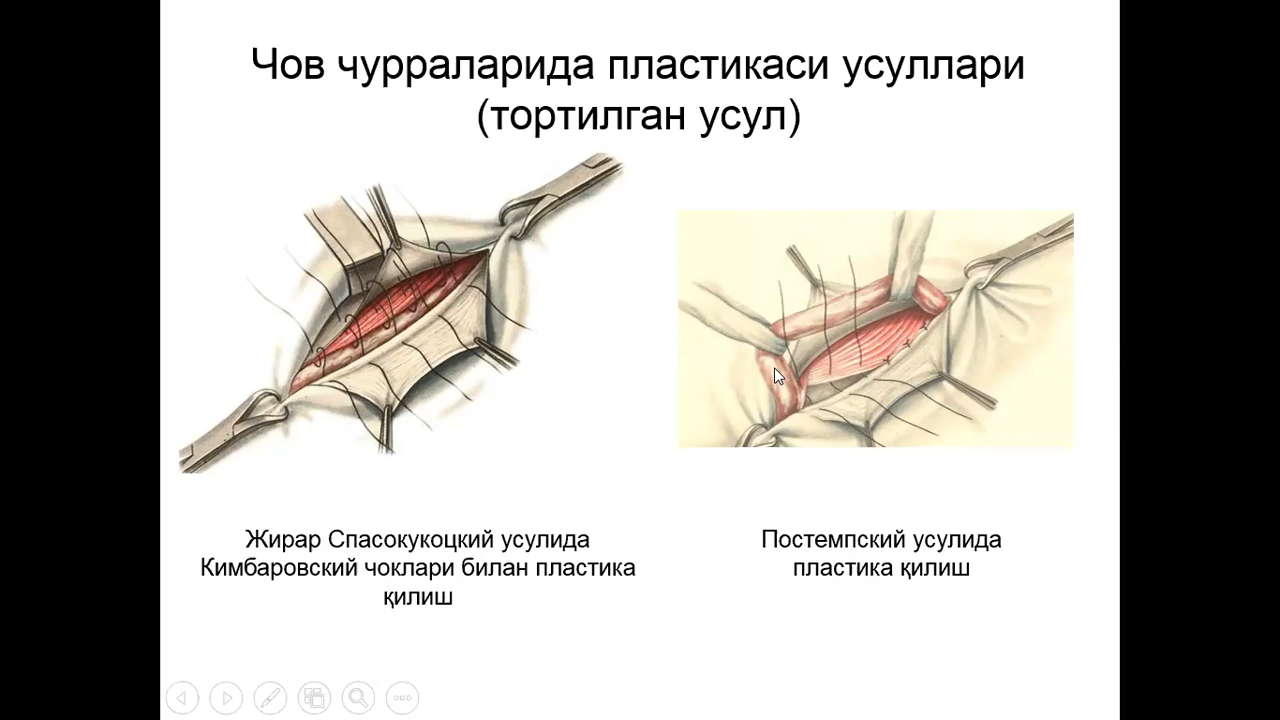 Чов чурраларида пластикаси усуллари
(тортилган усул)
Жирар Спасокукоцкий усулида
Кимбаровский чоклари билан пластика
қилиш
Постемпский усулида
пластика қилиш